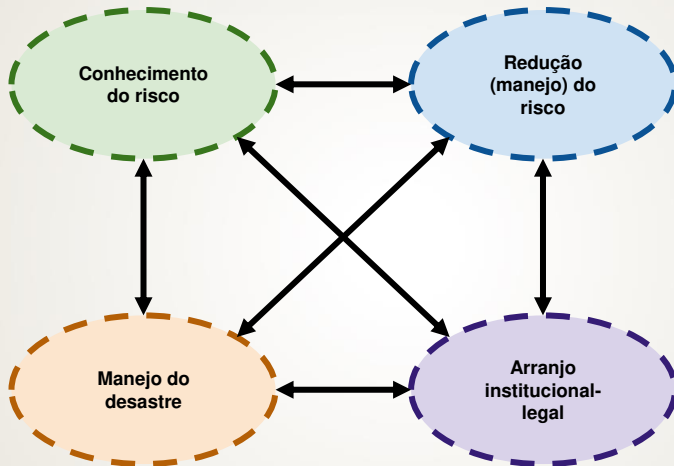 Conhecimento
do risco
Redução
(manejo) do
risco
Manejo do
desastre
Arranjo
institucional-
legal